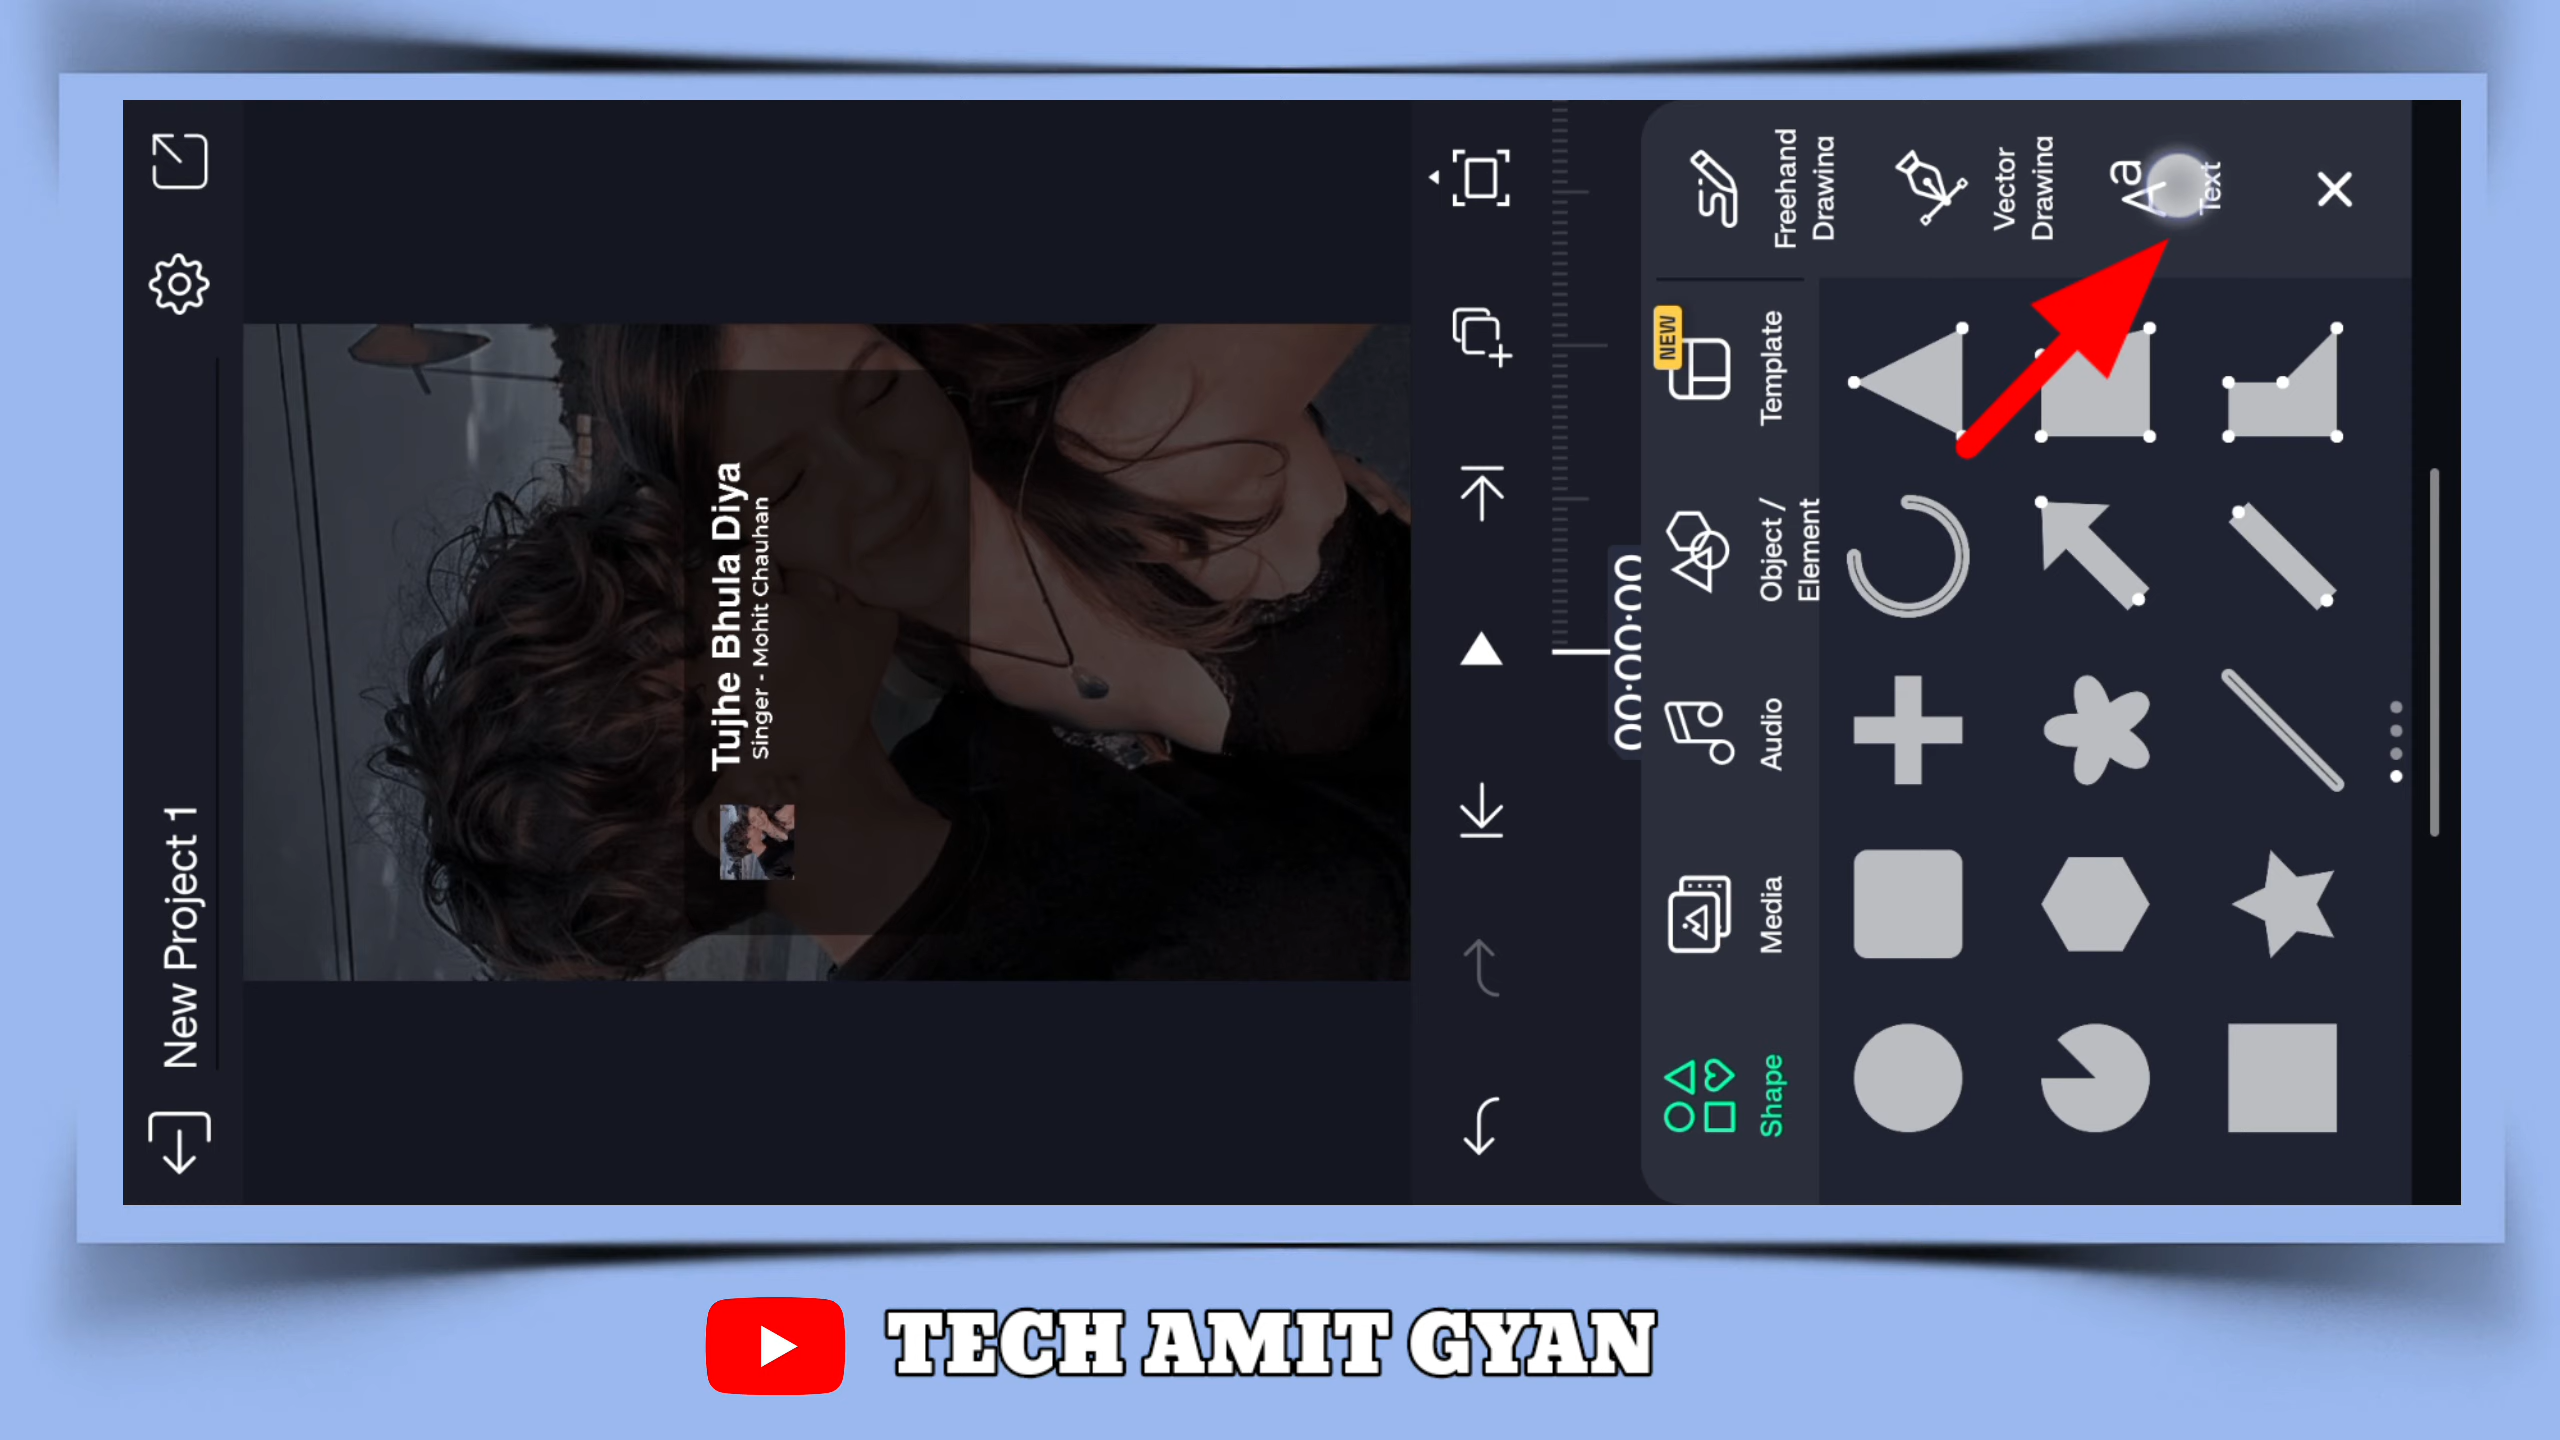 New Project 1
Tujhe Bhula Diya
Singer - Mohit Chauhan
00:00:00
Shape
Media
Audio
Object /
Element
NEW
Template
Freehand
Drawing
Vector
Drawing
Aa
Text
TECH AMIT GYAN